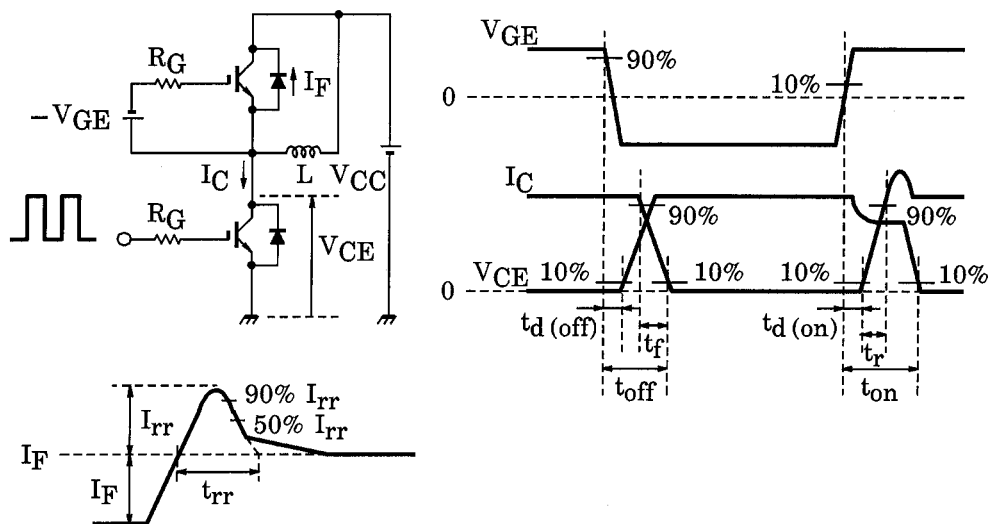 R_G
I_F
−V_GE
I_C
L
V_CC
R_G
V_CE
V_GE
90%
10%
0
I_C
90%
90%
V_CE
10%
10%
10%
10%
0
t_d (off)
t_f
t_d (on)
t_r
t_off
t_on
90% I_rr
I_rr
50% I_rr
I_F
I_F
t_rr